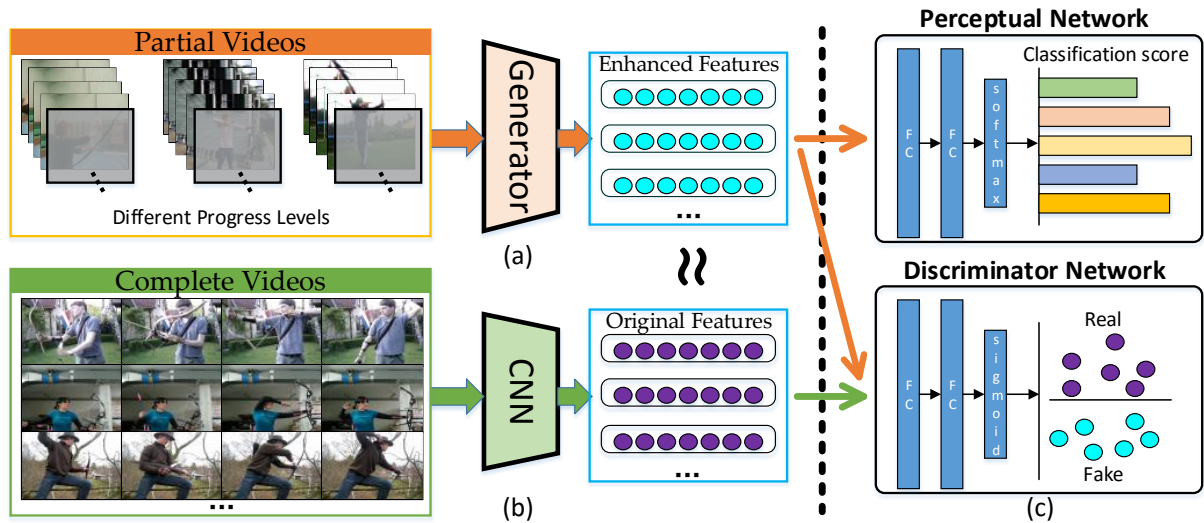 Partial Videos
Different Progress Levels
Generator
(a)
Enhanced Features
...
Perceptual Network
Classification score
FC
FC
softmax
Complete Videos
...
CNN
(b)
≈
Original Features
...
Discriminator Network
FC
FC
sigmoid
Real
Fake
(c)